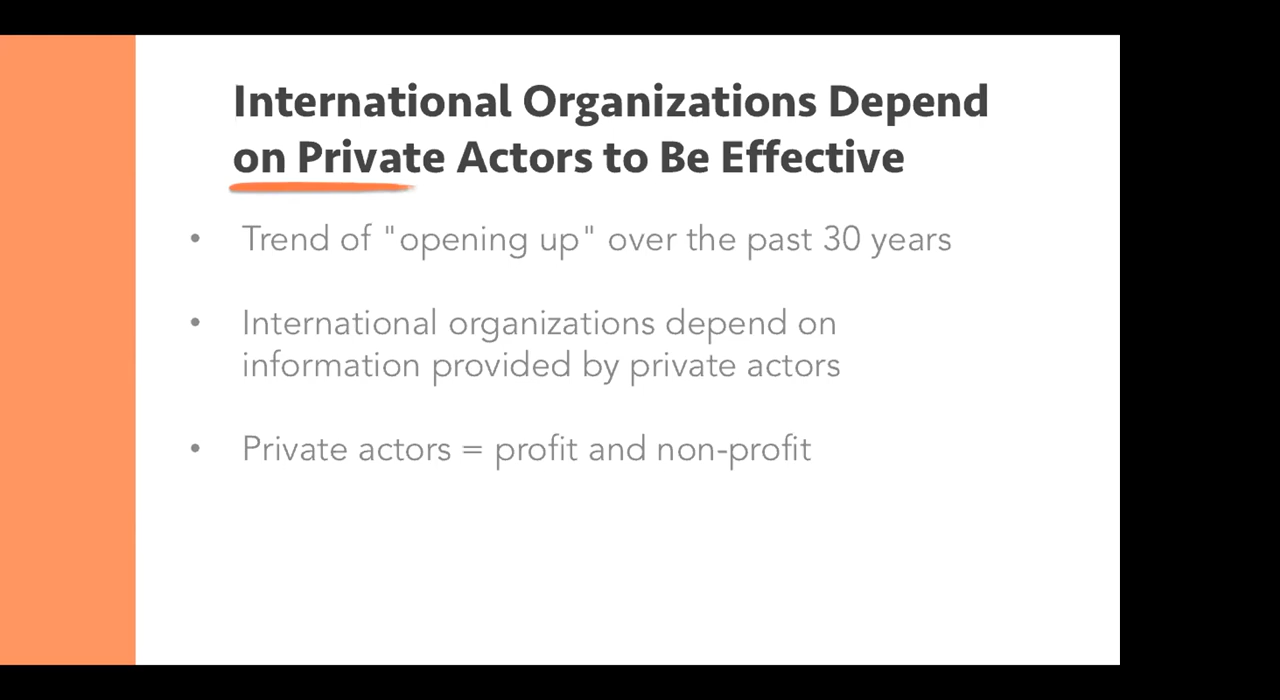 International Organizations Depend
on Private Actors to Be Effective
• Trend of "opening up" over the past 30 years
• International organizations depend on
information provided by private actors
• Private actors = profit and non-profit